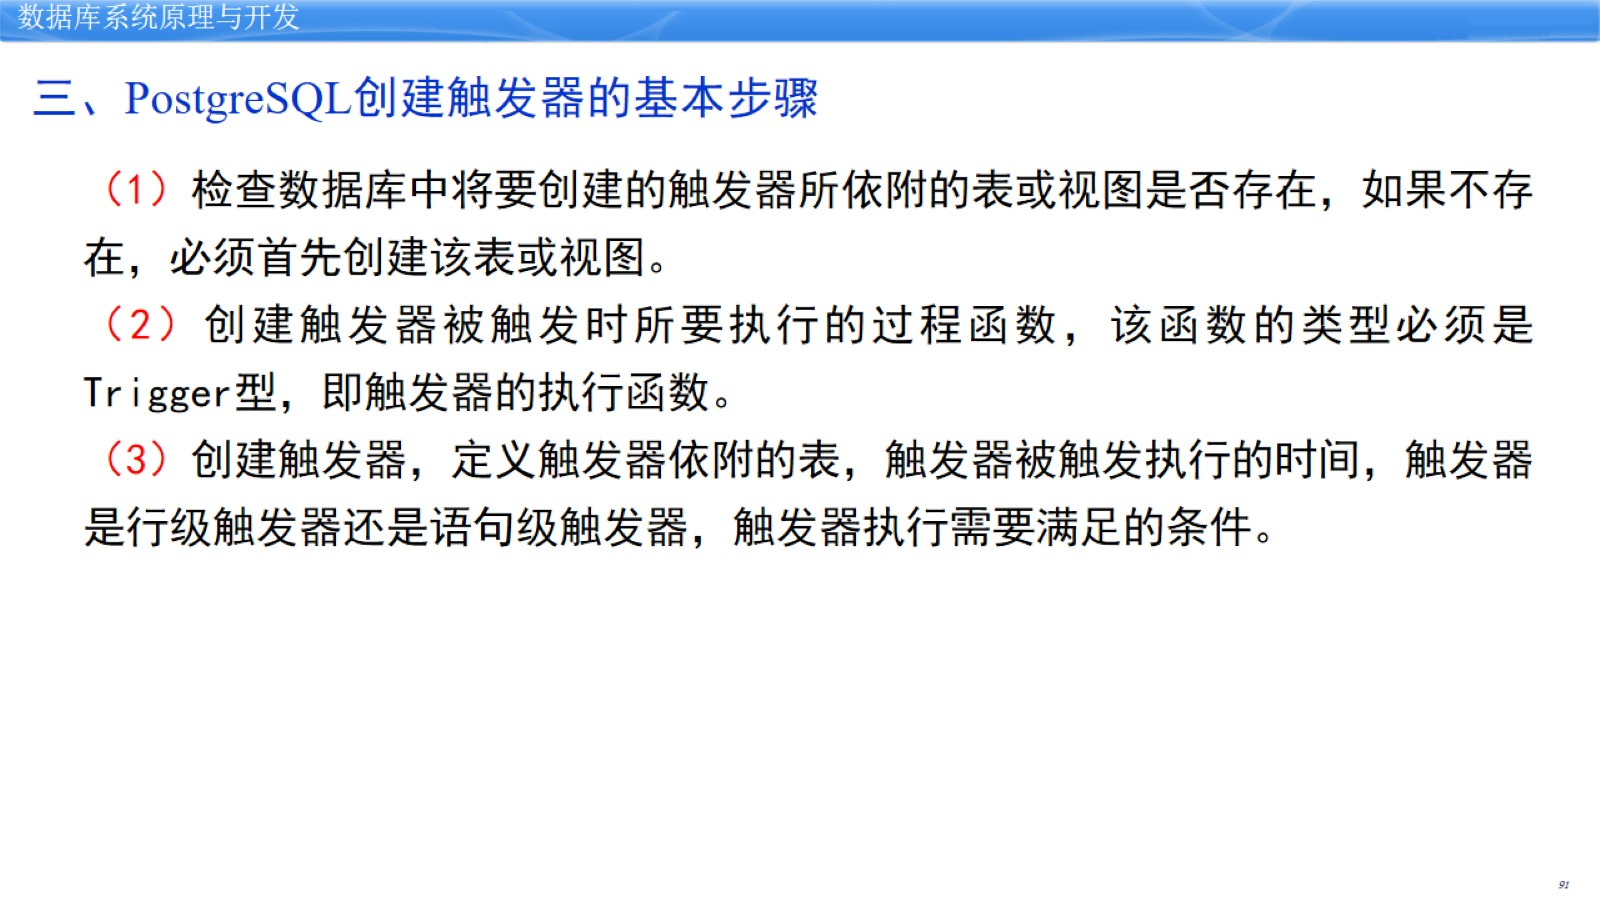 数据库系统原理与开发
三、PostgreSQL创建触发器的基本步骤
（1）检查数据库中将要创建的触发器所依附的表或视图是否存在，如果不存
在，必须首先创建该表或视图。
（2）创建触发器被触发时所要执行的过程函数，该函数的类型必须是
Trigger型，即触发器的执行函数。
（3）创建触发器，定义触发器依附的表，触发器被触发执行的时间，触发器
是行级触发器还是语句级触发器，触发器执行需要满足的条件。
91